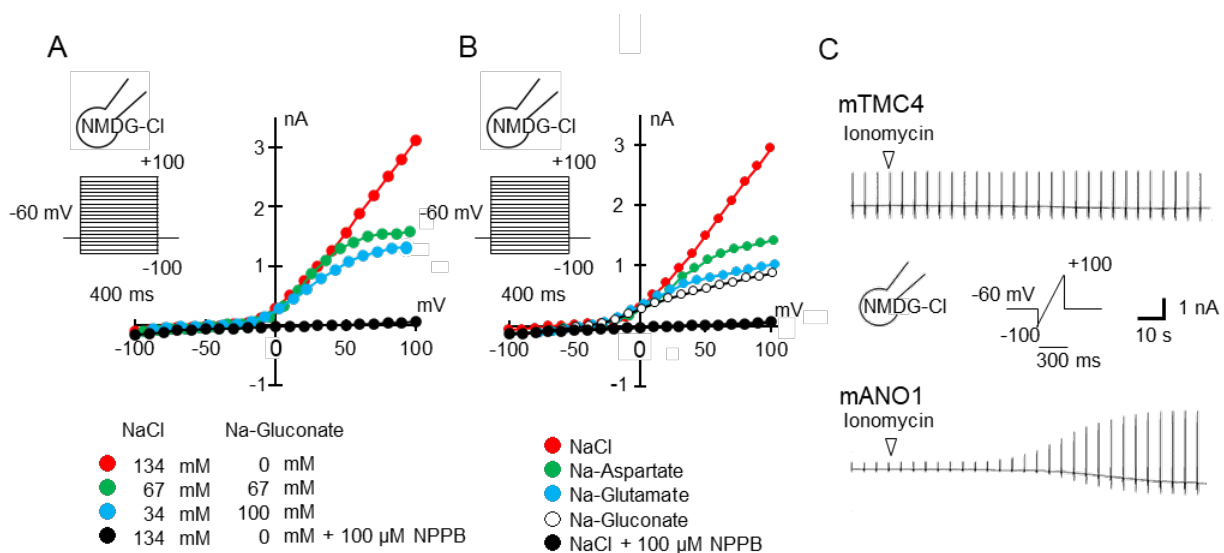 A
NMDG-Cl
+100
-60 mV
-100
400 ms
nA
3
2
1
mV
-100
-50
0
50
100
-1
NaCl Na-Gluconate
134 mM 0 mM
67 mM 67 mM
34 mM 100 mM
134 mM 0 mM + 100 µM NPPB
B
NMDG-Cl
+100
-60 mV
-100
400 ms
nA
3
2
1
mV
-100
-50
0
50
100
-1
NaCl
Na-Aspartate
Na-Glutamate
Na-Gluconate
NaCl + 100 µM NPPB
C
mTMC4
Ionomycin
NMDG-Cl
-60 mV
+100
-100
300 ms
1 nA
10 s
mANO1
Ionomycin